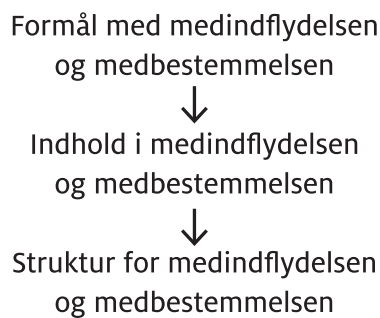 Formål med medindflydelsen
og medbestemmelsen
↓
Indhold i medindflydelsen
og medbestemmelsen
↓
Struktur for medindflydelsen
og medbestemmelsen